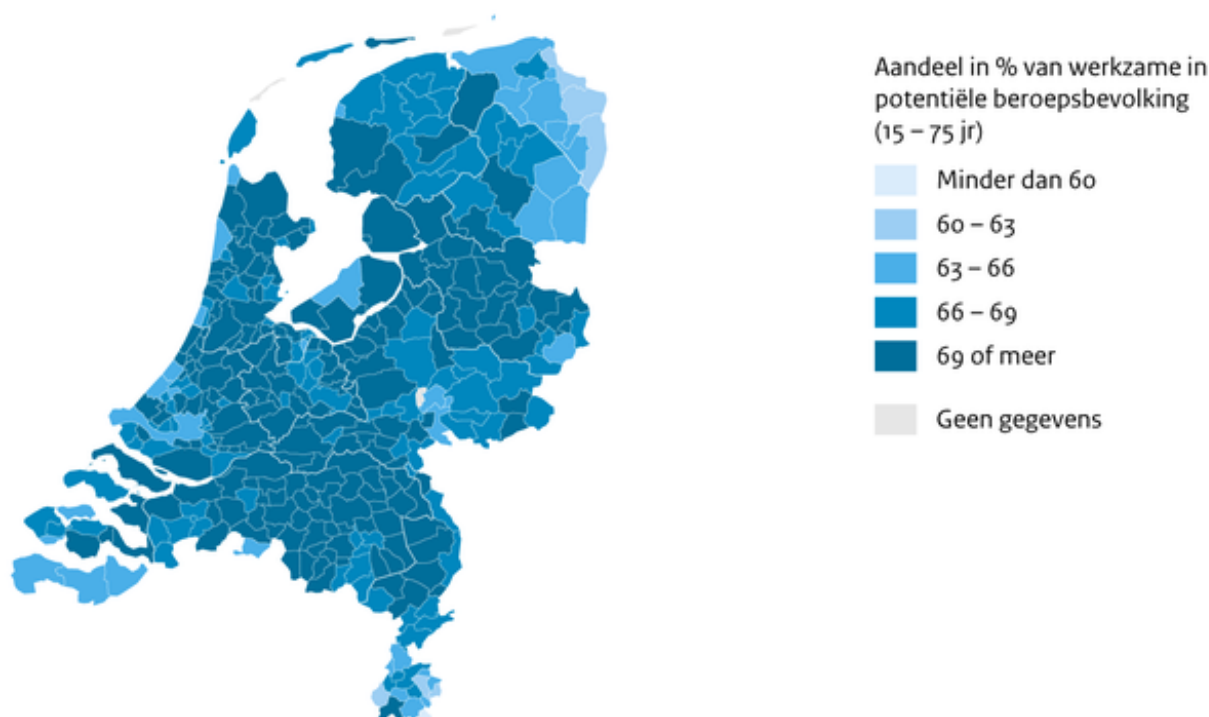 Aandeel in % van werkzame in
potentiële beroepsbevolking
(15 – 75 jr)
Minder dan 60
60 – 63
63 – 66
66 – 69
69 of meer
Geen gegevens